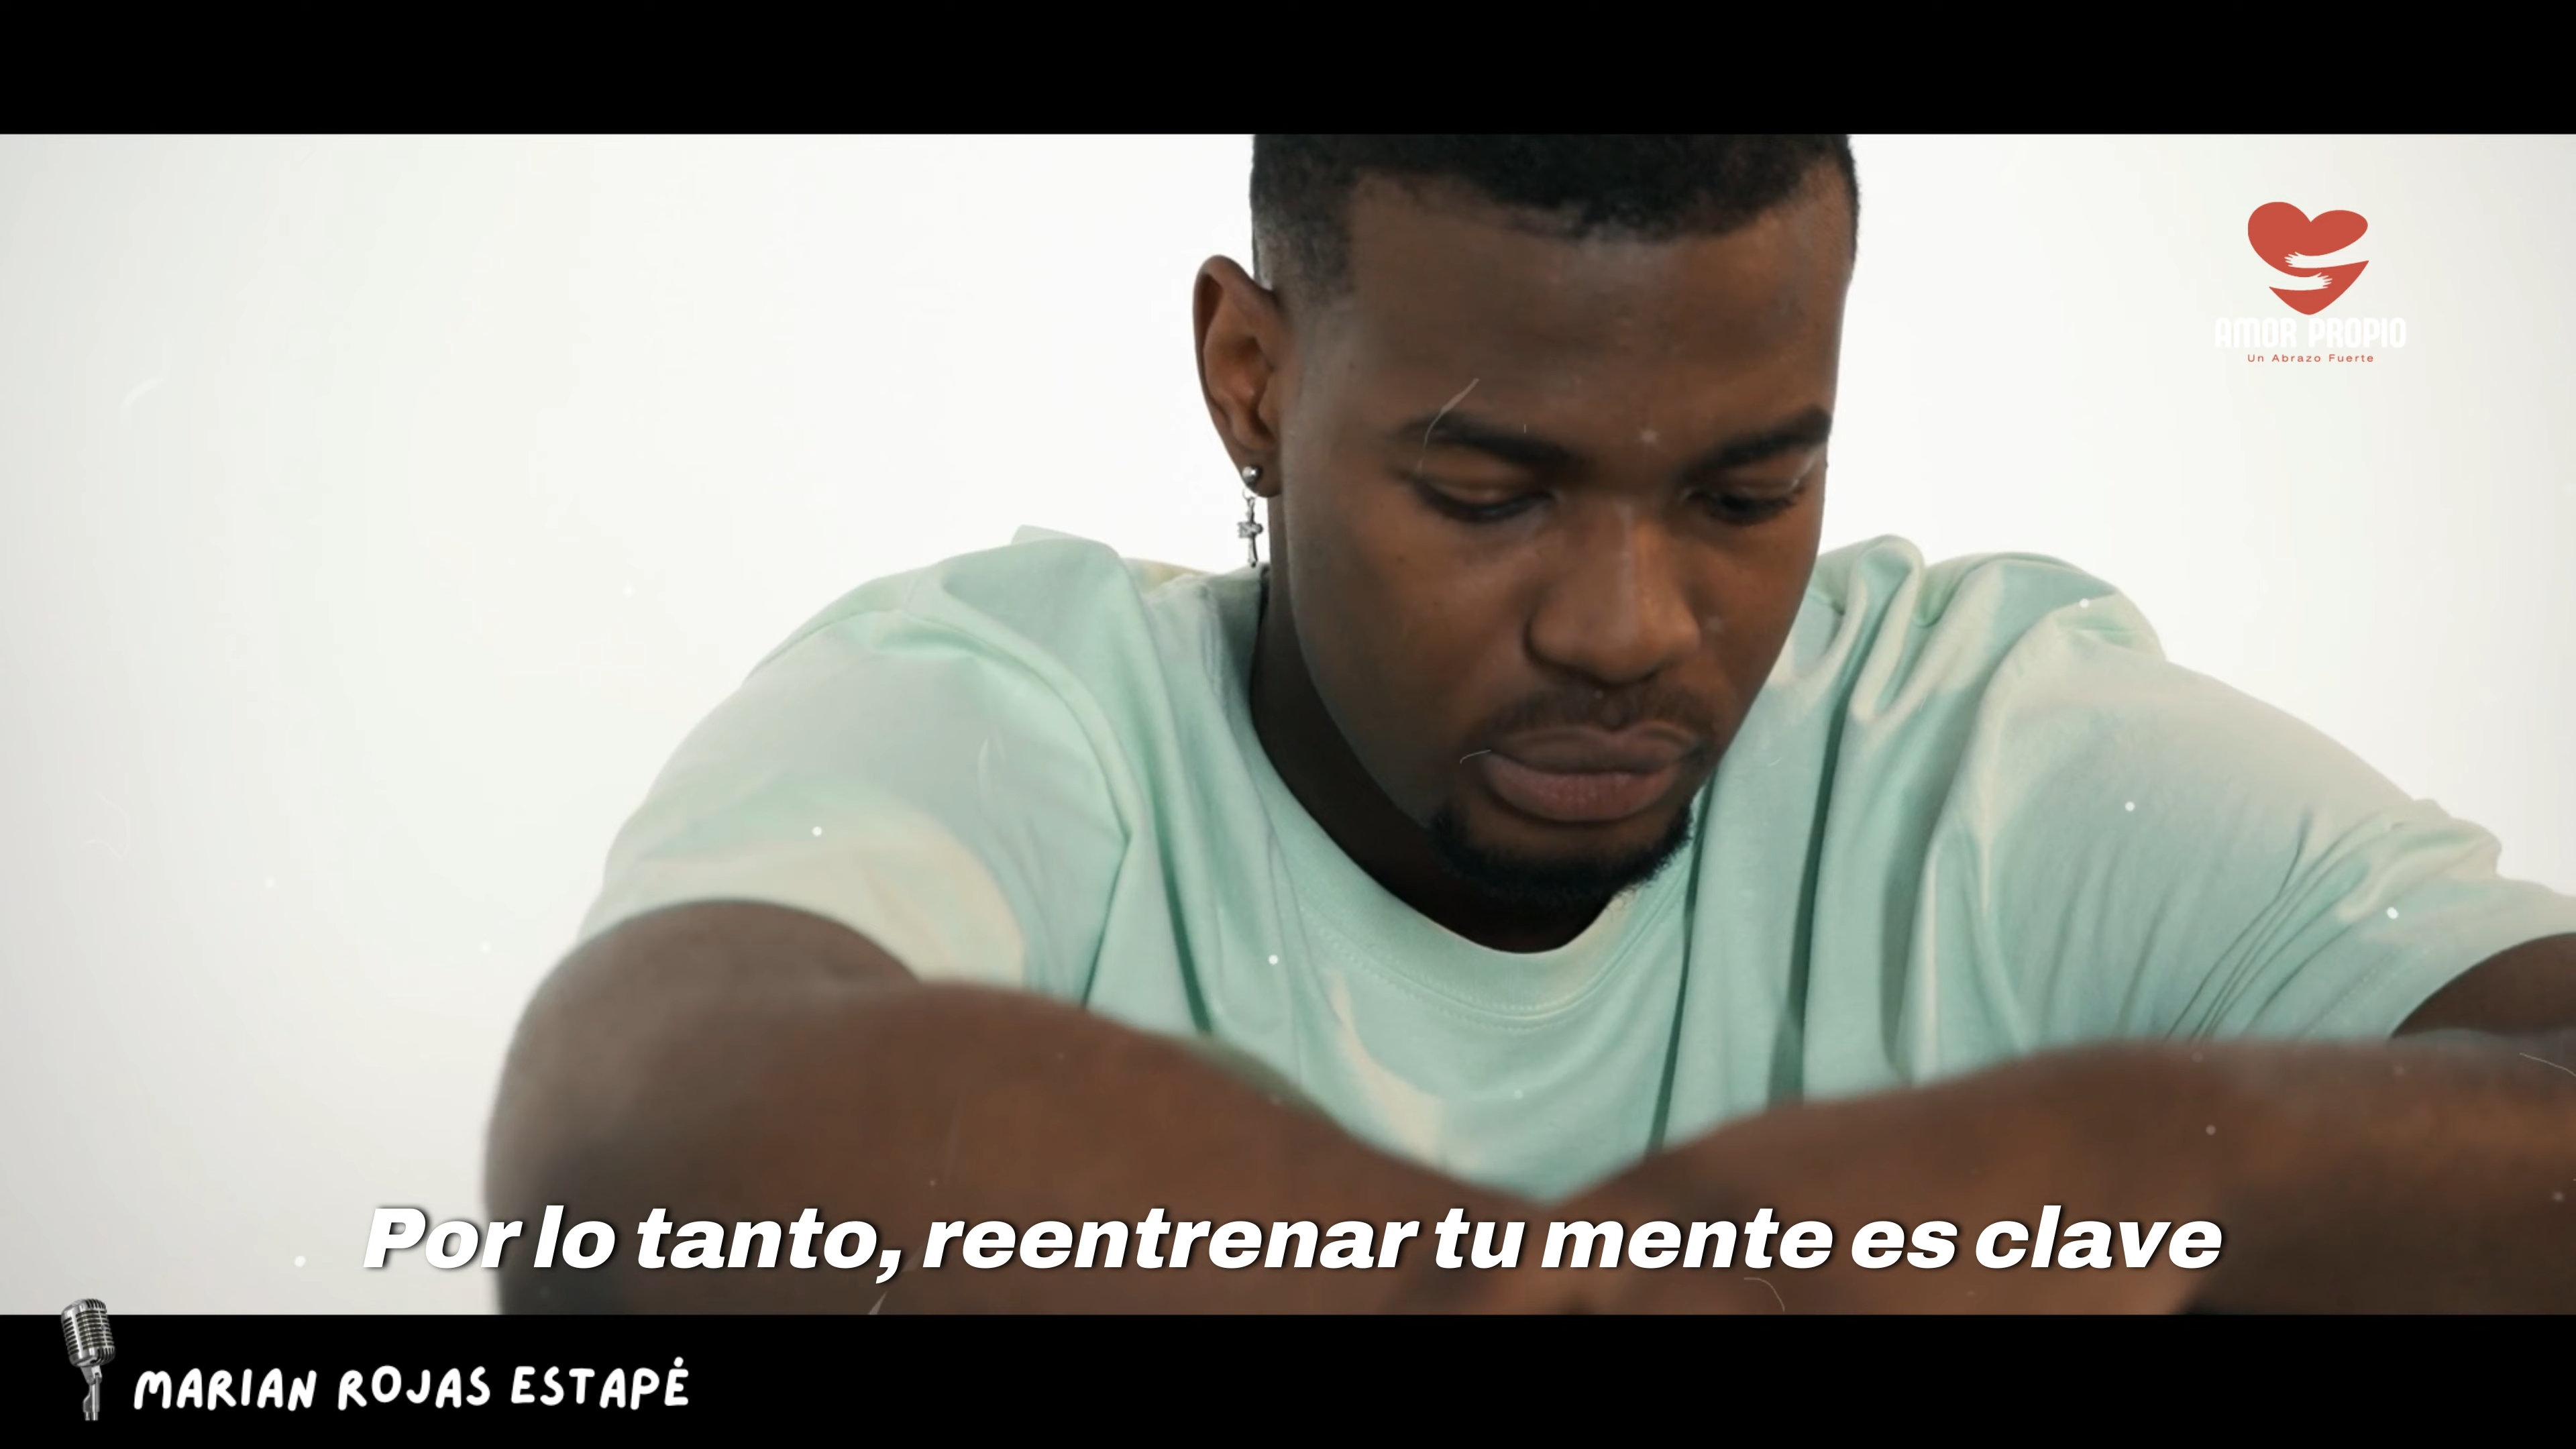 AMOR PROPIO
Un Abrazo Fuerte
Por lo tanto, reentrenar tu mente es clave
MARIAN ROJAS ESTAPÉ